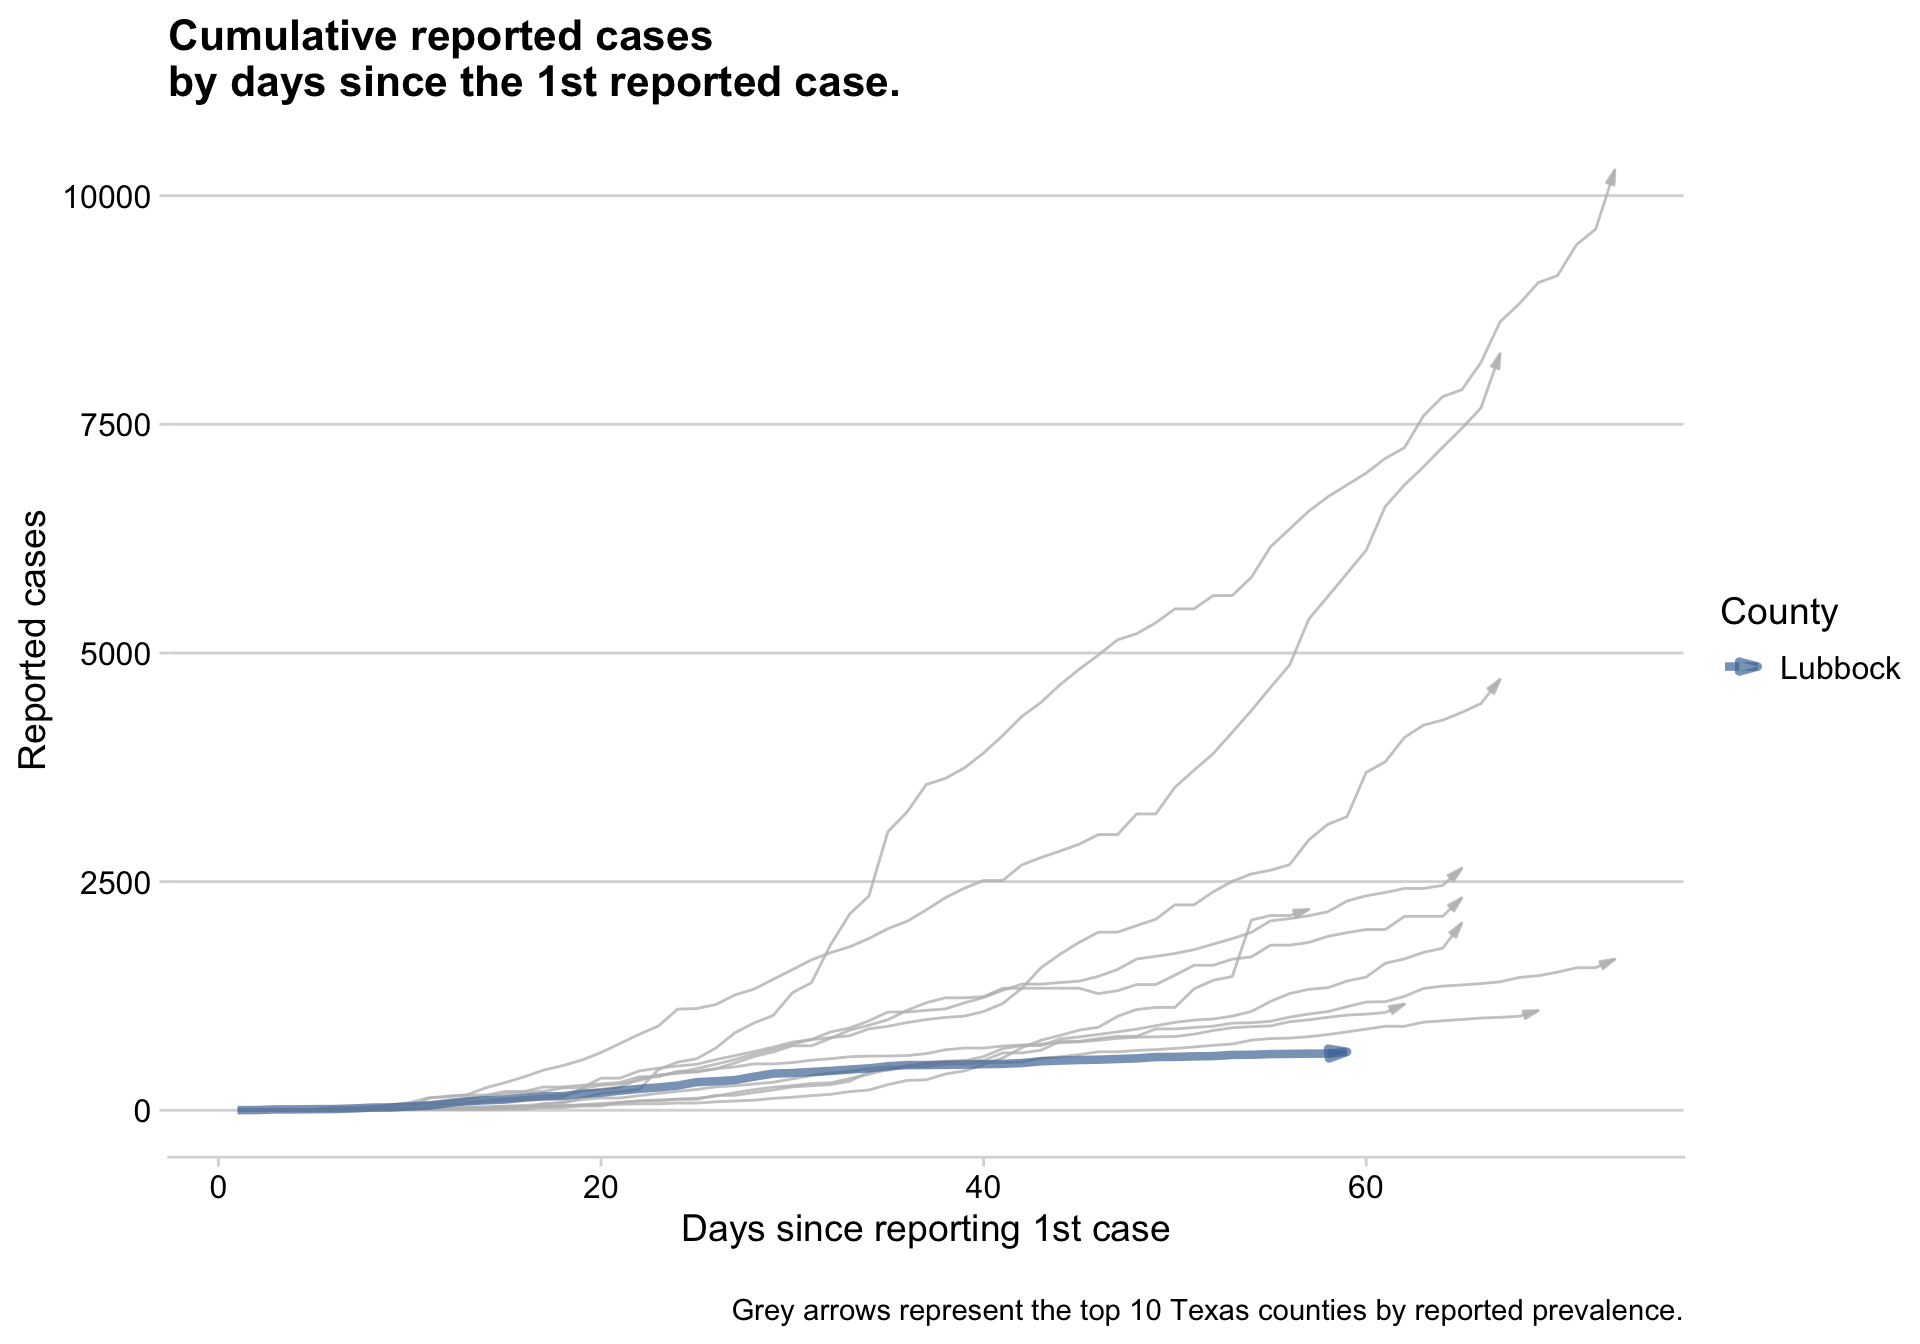 Cumulative reported cases
by days since the 1st reported case.
10000
7500
5000
2500
0
Reported cases
0 20 40 60
Days since reporting 1st case
County
Lubbock
Grey arrows represent the top 10 Texas counties by reported prevalence.